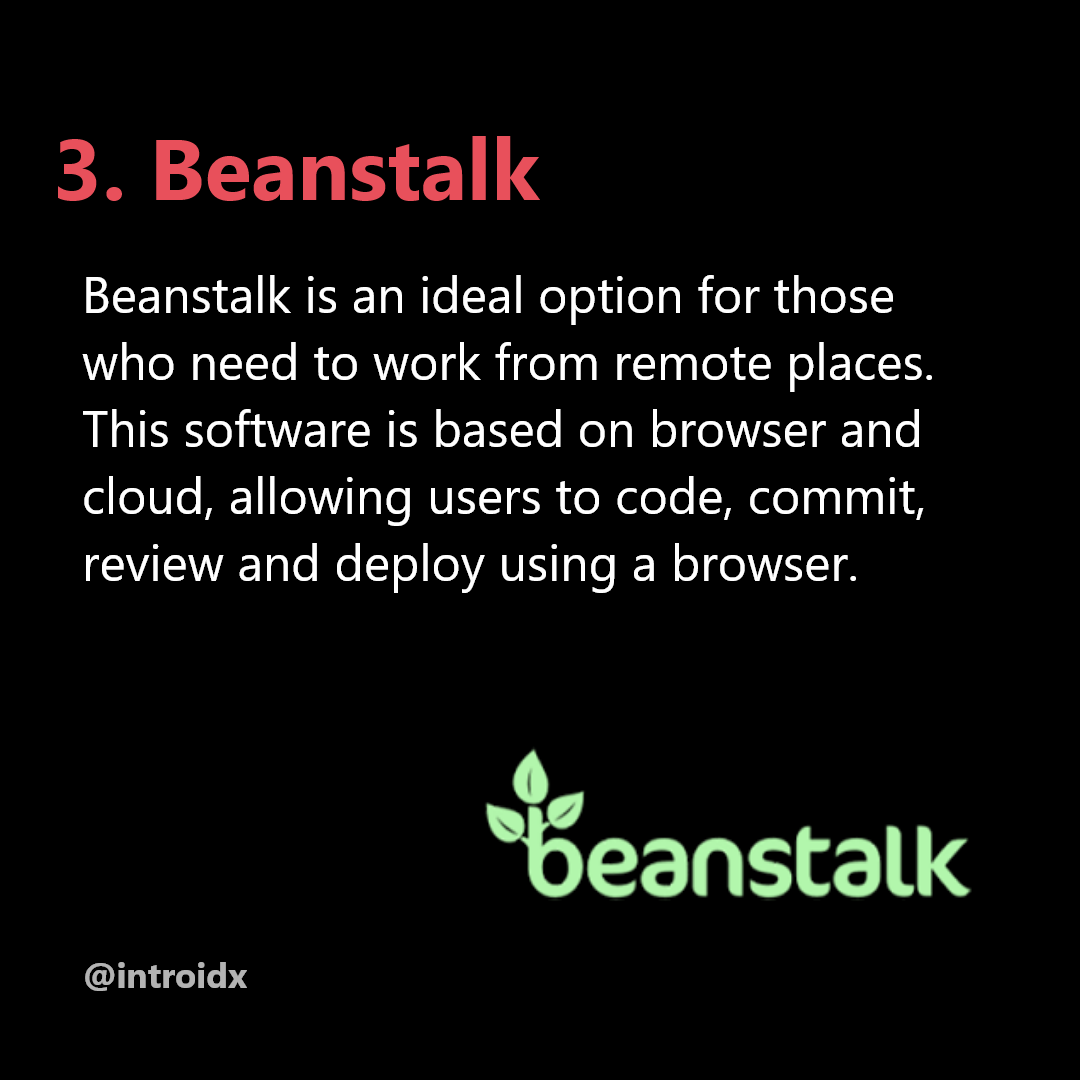 3. Beanstalk
Beanstalk is an ideal option for those
who need to work from remote places.
This software is based on browser and
cloud, allowing users to code, commit,
review and deploy using a browser.
beanstalk
@introidx